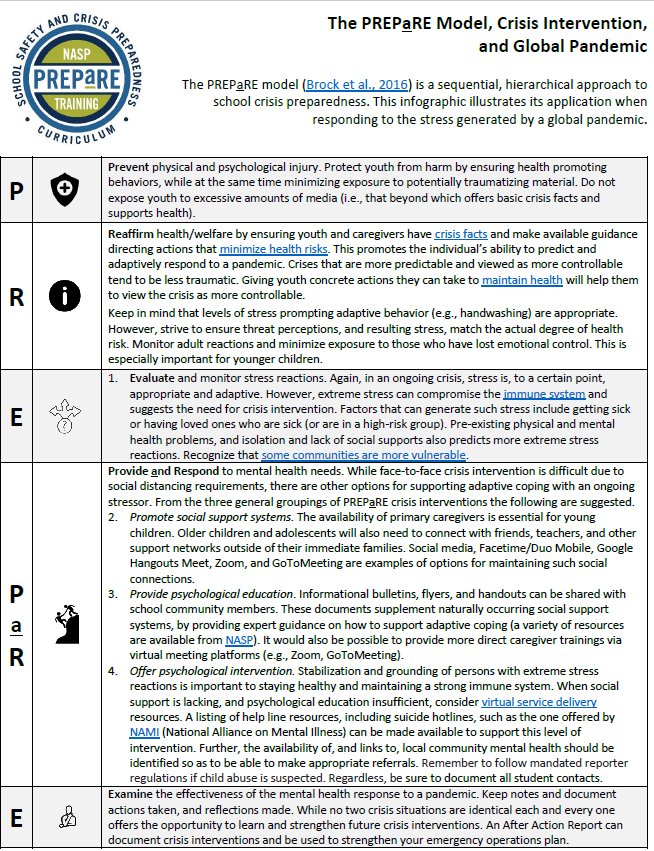 SCHOOL SAFETY AND CRISIS PREPAREDNESS
NASP
PREPaRE
TRAINING
• CURRICULUM •
The PREPaRE Model, Crisis Intervention,
and Global Pandemic
The PREPaRE model (Brock et al., 2016) is a sequential, hierarchical approach to
school crisis preparedness. This infographic illustrates its application when
responding to the stress generated by a global pandemic.
P
Prevent physical and psychological injury. Protect youth from harm by ensuring health promoting
behaviors, while at the same time minimizing exposure to potentially traumatizing material. Do not
expose youth to excessive amounts of media (i.e., that beyond which offers basic crisis facts and
supports health).
R
Reaffirm health/welfare by ensuring youth and caregivers have crisis facts and make available guidance
directing actions that minimize health risks. This promotes the individual's ability to predict and
adaptively respond to a pandemic. Crises that are more predictable and viewed as more controllable
tend to be less traumatic. Giving youth concrete actions they can take to maintain health will help them
to view the crisis as more controllable.
Keep in mind that levels of stress prompting adaptive behavior (e.g., handwashing) are appropriate.
However, strive to ensure threat perceptions, and resulting stress, match the actual degree of health
risk. Monitor adult reactions and minimize exposure to those who have lost emotional control. This is
especially important for younger children.
E
1. Evaluate and monitor stress reactions. Again, in an ongoing crisis, stress is, to a certain point,
appropriate and adaptive. However, extreme stress can compromise the immune system and
suggests the need for crisis intervention. Factors that can generate such stress include getting sick
or having loved ones who are sick (or are in a high-risk group). Pre-existing physical and mental
health problems, and isolation and lack of social supports also predicts more extreme stress
reactions. Recognize that some communities are more vulnerable.
P
a
R
Provide and Respond to mental health needs. While face-to-face crisis intervention is difficult due to
social distancing requirements, there are other options for supporting adaptive coping with an ongoing
stressor. From the three general groupings of PREPaRE crisis interventions the following are suggested.
2. Promote social support systems. The availability of primary caregivers is essential for young
children. Older children and adolescents will also need to connect with friends, teachers, and other
support networks outside of their immediate families. Social media, Facetime/Duo Mobile, Google
Hangouts Meet, Zoom, and GoToMeeting are examples of options for maintaining such social
connections.
3. Provide psychological education. Informational bulletins, flyers, and handouts can be shared with
school community members. These documents supplement naturally occurring social support
systems, by providing expert guidance on how to support adaptive coping (a variety of resources
are available from NASP). It would also be possible to provide more direct caregiver trainings via
virtual meeting platforms (e.g., Zoom, GoToMeeting).
4. Offer psychological intervention. Stabilization and grounding of persons with extreme stress
reactions is important to staying healthy and maintaining a strong immune system. When social
support is lacking, and psychological education insufficient, consider virtual service delivery
resources. A listing of help line resources, including suicide hotlines, such as the one offered by
NAMI (National Alliance on Mental Illness) can be made available to support this level of
intervention. Further, the availability of, and links to, local community mental health should be
identified so as to be able to make appropriate referrals. Remember to follow mandated reporter
regulations if child abuse is suspected. Regardless, be sure to document all student contacts.
E
Examine the effectiveness of the mental health response to a pandemic. Keep notes and document
actions taken, and reflections made. While no two crisis situations are identical each and every one
offers the opportunity to learn and strengthen future crisis interventions. An After Action Report can
document crisis interventions and be used to strengthen your emergency operations plan.